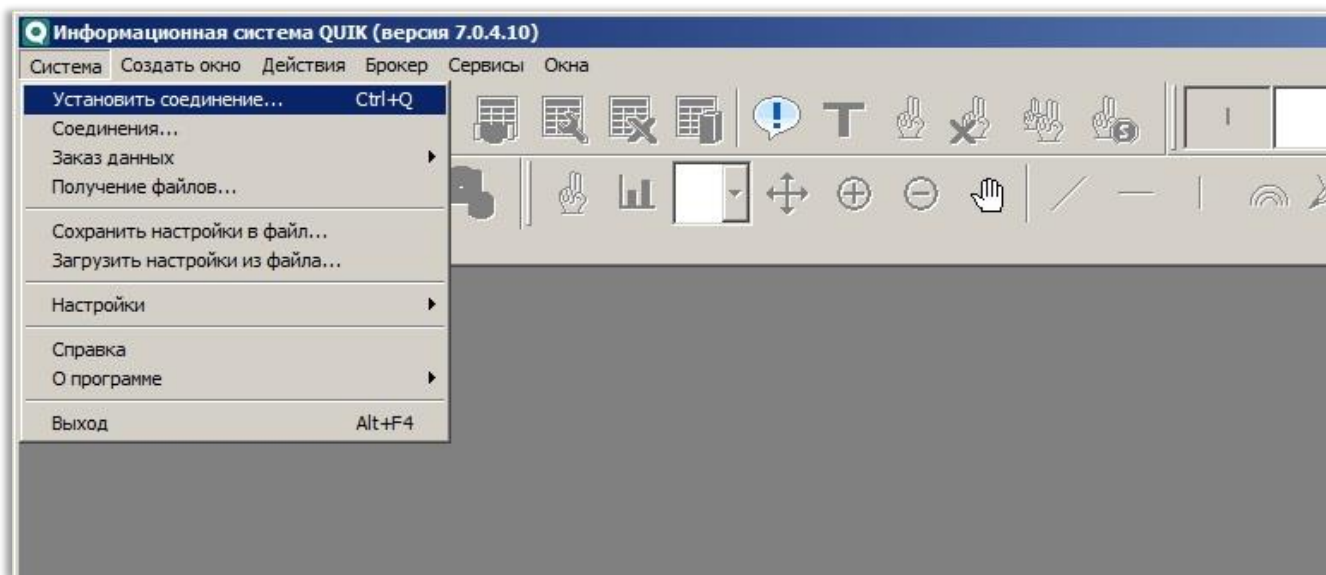 Информационная система QUIK (версия 7.0.4.10)
Система Создать окно Действия Брокер Сервисы Окна
Установить соединение... Ctrl+Q
Соединения...
Заказ данных
Получение файлов...
Сохранить настройки в файл...
Загрузить настройки из файла...
Настройки
Справка
О программе
Выход Alt+F4